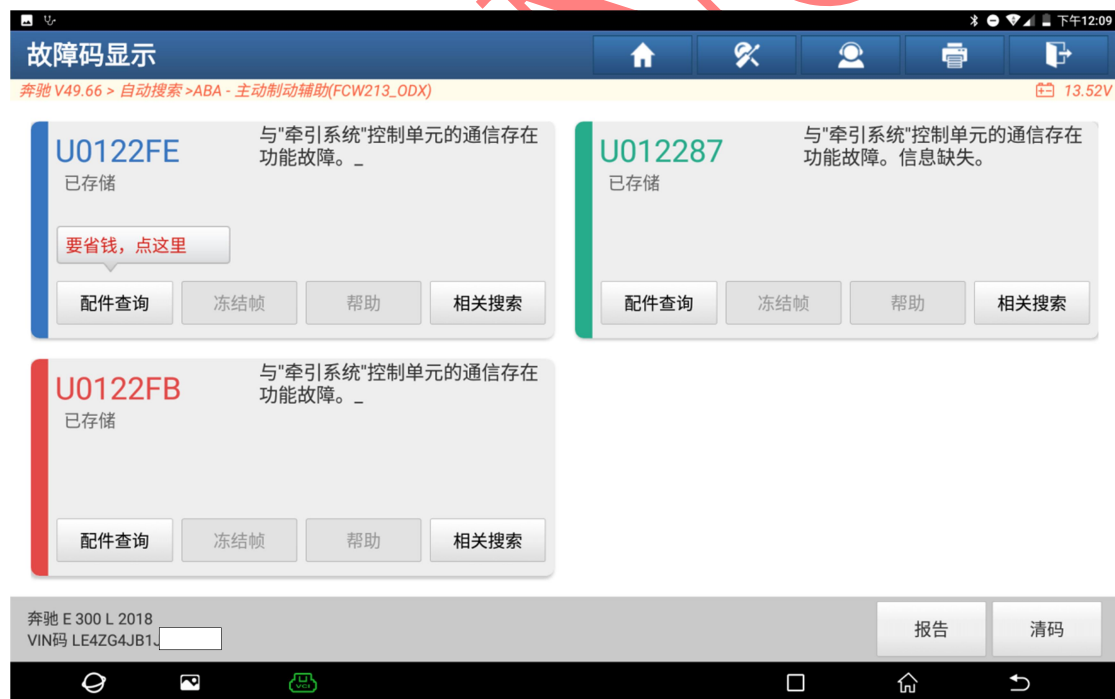 下午12:09
故障码显示
奔驰 V49.66 > 自动搜索 >ABA - 主动制动辅助(FCW213_ODX)
13.52V
U0122FE
已存储
与"牵引系统"控制单元的通信存在
功能故障。_
要省钱，点这里
配件查询
冻结帧
帮助
相关搜索
U012287
已存储
与"牵引系统"控制单元的通信存在
功能故障。信息缺失。
配件查询
冻结帧
帮助
相关搜索
U0122FB
已存储
与"牵引系统"控制单元的通信存在
功能故障。_
配件查询
冻结帧
帮助
相关搜索
奔驰 E 300 L 2018
VIN码 LE4ZG4JB1J
报告
清码
VCI